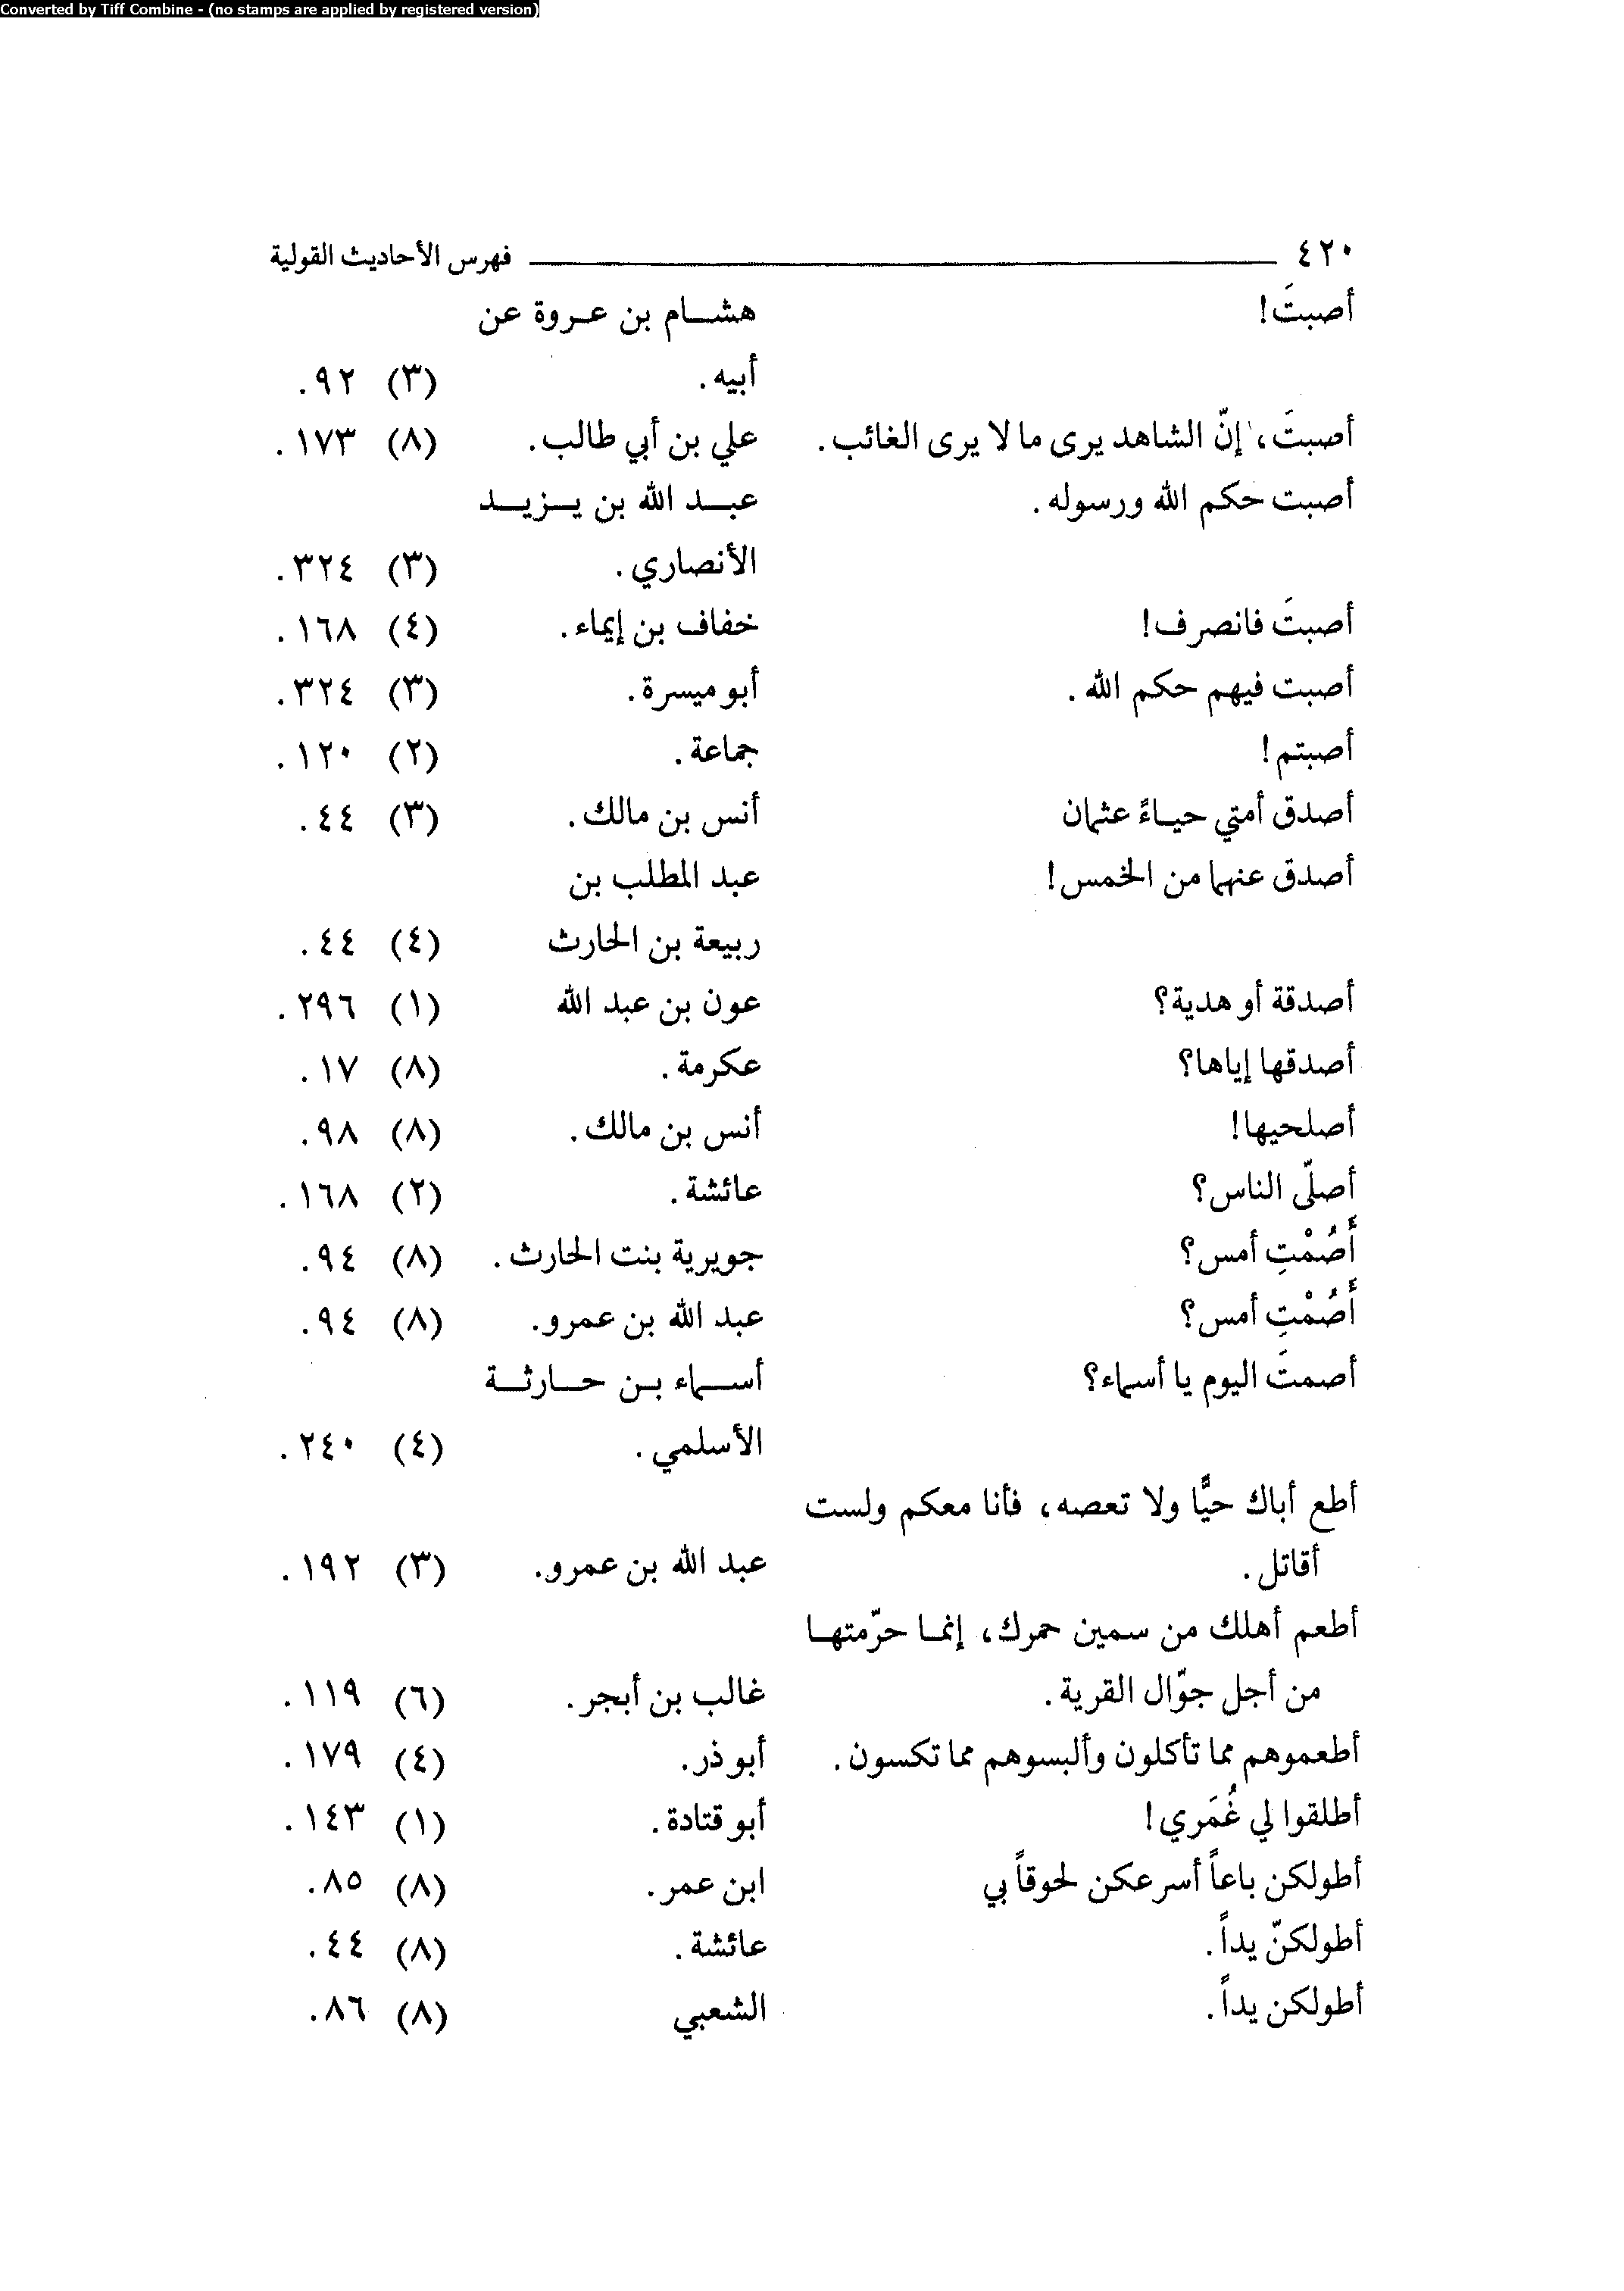 Converted by Tiff Combine - (no stamps are applied by registered version)
٤٢٠ فهرس الأحاديث القولية
أصبتَ! هشام بن عروة عن
أبيه. (٣) ٩٢.
أصبتَ، إنّ الشاهد يرى ما لا يرى الغائب. علي بن أبي طالب. (٨) ١٧٣.
أصبت حكم الله ورسوله. عبد الله بن يزيد
الأنصاري. (٣) ٣٢٤.
أصبتَ فانصرف! خفاف بن إيماء. (٤) ١٦٨.
أصبت فيهم حكم الله. أبو ميسرة. (٣) ٣٢٤.
أصبتم! جماعة. (٢) ١٢٠.
أصدق أمتي حياءً عثمان أنس بن مالك. (٣) ٤٤.
أصدق عنهما من الخمس! عبد المطلب بن
ربيعة بن الحارث (٤) ٤٤.
أصدقة أو هدية؟ عون بن عبد الله (١) ٢٩٦.
أصدقها إياها؟ عكرمة. (٨) ١٧.
أصلحيها! أنس بن مالك. (٨) ٩٨.
أصلّى الناس؟ عائشة. (٢) ١٦٨.
أَصُمْتِ أمس؟ جويرية بنت الحارث. (٨) ٩٤.
أَصُمْتِ أمس؟ عبد الله بن عمرو. (٨) ٩٤.
أصمتَ اليوم يا أسماء؟ أسماء بن حارثة
الأسلمي. (٤) ٢٤٠.
أطع أباك حيًّا ولا تعصه، فأنا معكم ولست
أقاتل. عبد الله بن عمرو. (٣) ١٩٢.
أطعم أهلك من سمين حمرك، إنما حرّمتها
من أجل جوّال القرية. غالب بن أبجر. (٦) ١١٩.
أطعموهم مما تأكلون وألبسوهم مما تكسون. أبو ذر. (٤) ١٧٩.
أطلقوا لي غُمَري! أبو قتادة. (١) ١٤٣.
أطولكن باعاً أسرعكن لحوقاً بي ابن عمر. (٨) ٨٥.
أطولكنّ يداً. عائشة. (٨) ٤٤.
أطولكن يداً. الشعبي (٨) ٨٦.